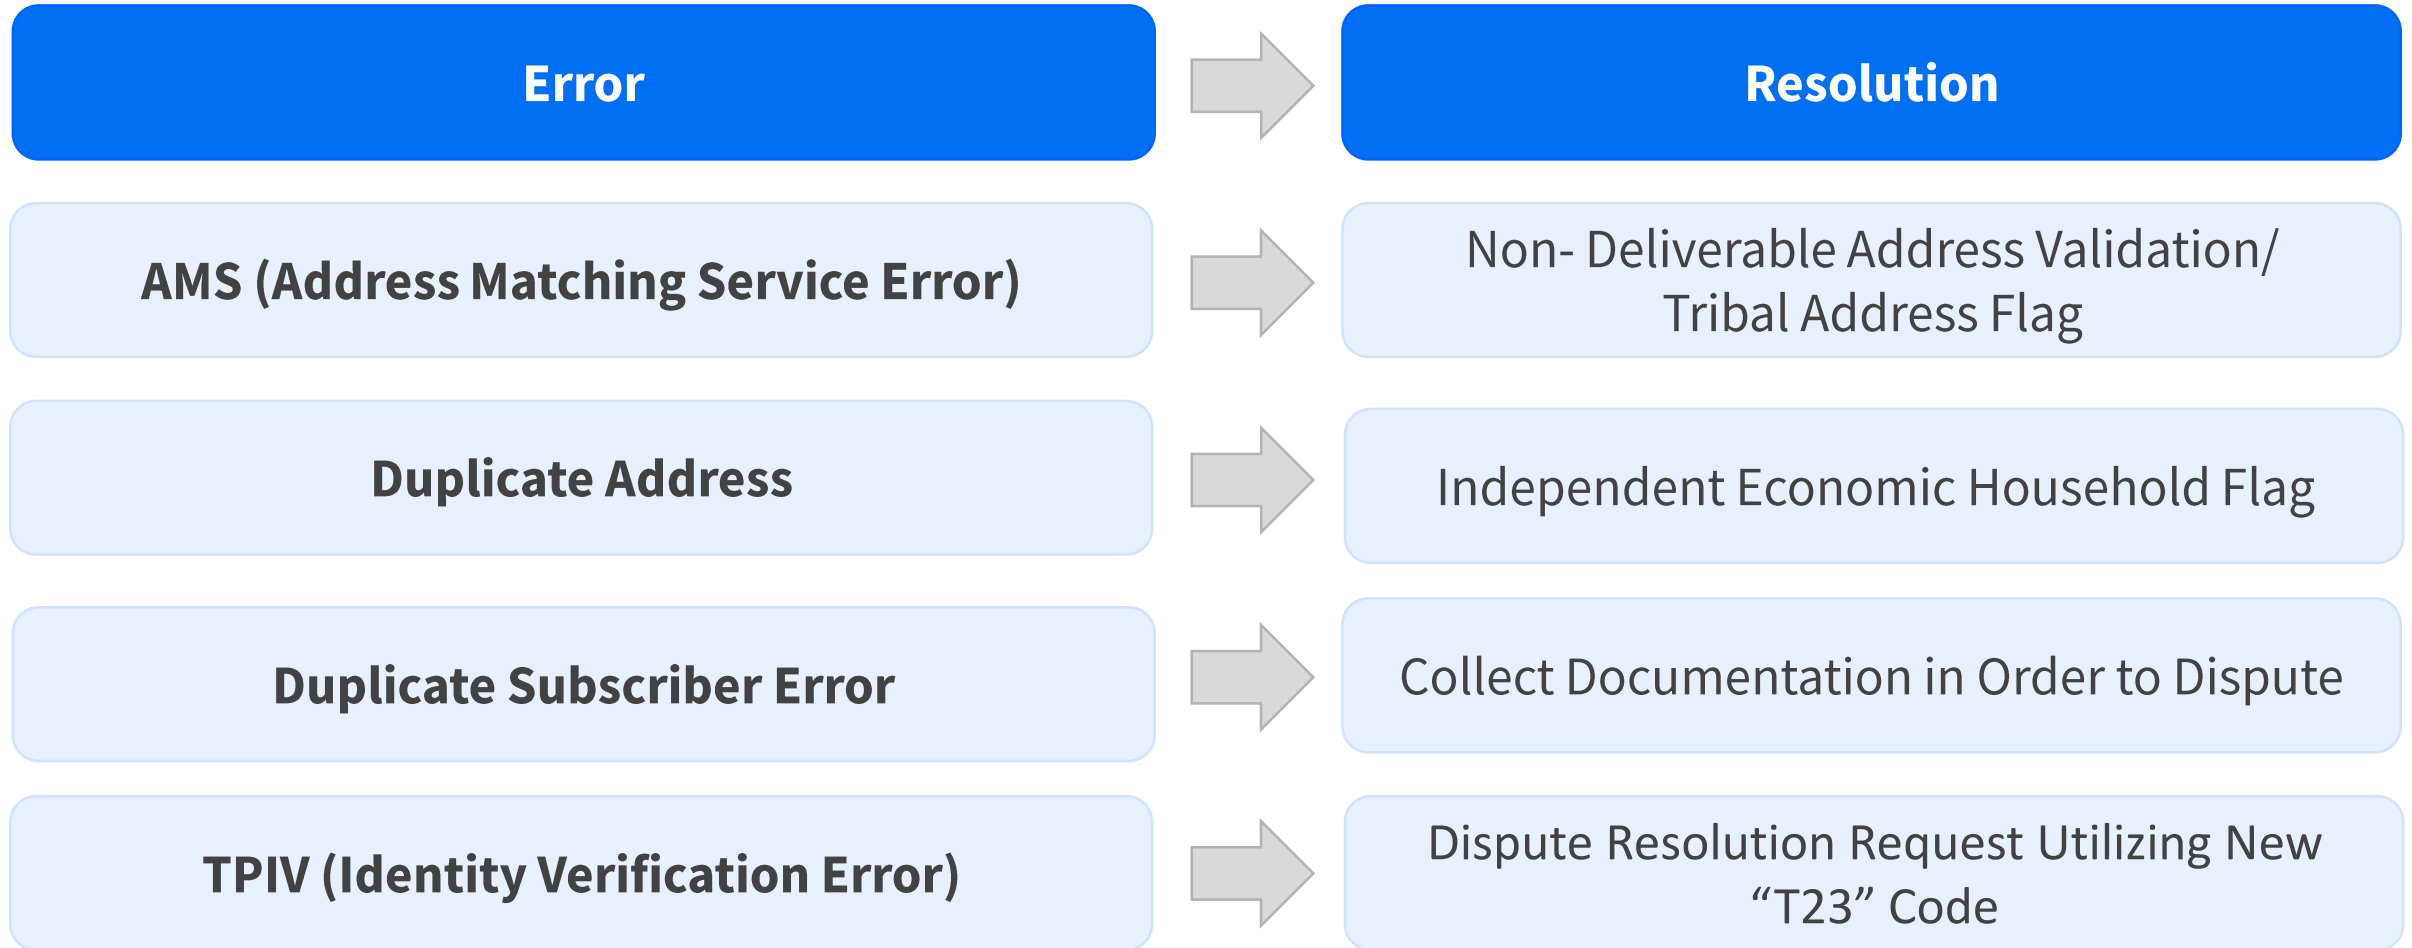 Error
Resolution
AMS (Address Matching Service Error)
Non- Deliverable Address Validation/
Tribal Address Flag
Duplicate Address
Independent Economic Household Flag
Duplicate Subscriber Error
Collect Documentation in Order to Dispute
TPIV (Identity Verification Error)
Dispute Resolution Request Utilizing New
“T23” Code